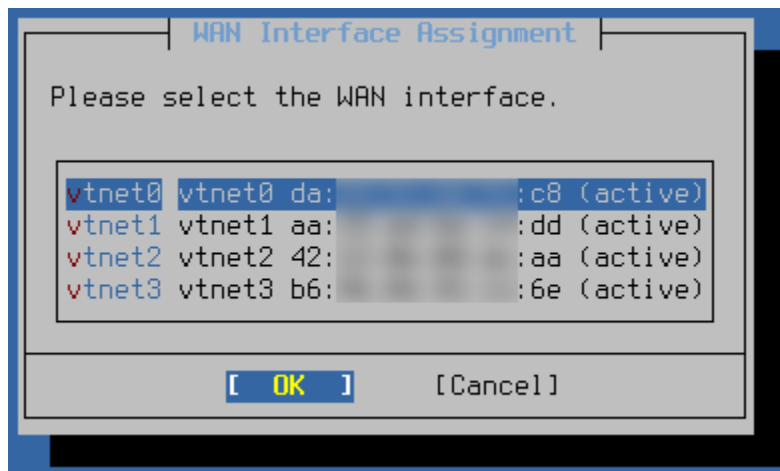 WAN Interface Assignment
Please select the WAN interface.
vtnet0 vtnet0 da: :c8 (active)
vtnet1 vtnet1 aa: :dd (active)
vtnet2 vtnet2 42: :aa (active)
vtnet3 vtnet3 b6: :6e (active)
[ OK ] [Cancel]